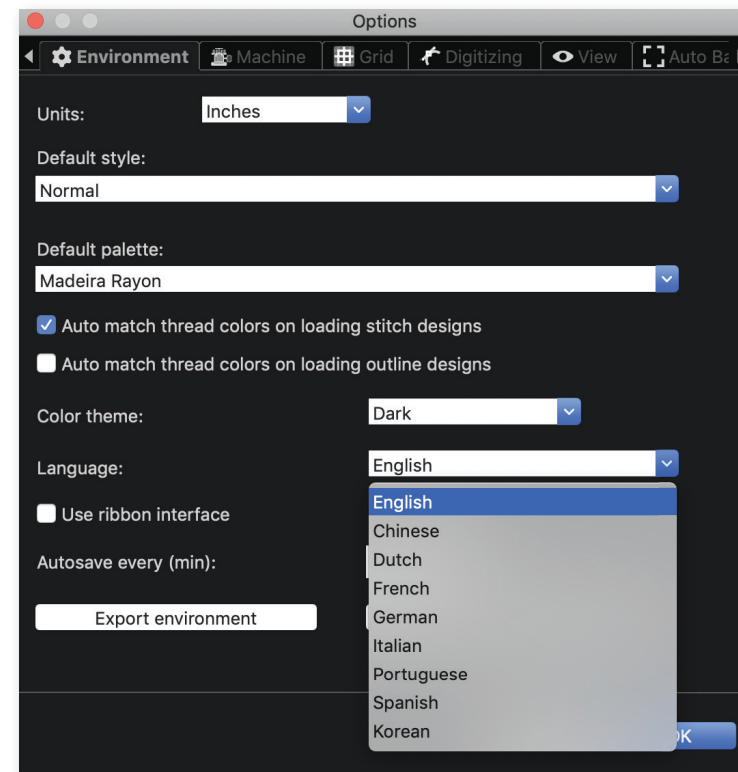 Options
Environment Machine Grid Digitizing View Auto
Units: Inches
Default style:
Normal
Default palette:
Madeira Rayon
Auto match thread colors on loading stitch designs
Auto match thread colors on loading outline designs
Color theme: Dark
Language: English
English
Use ribbon interface
Chinese
Autosave every (min): Dutch
French
Export environment German
Italian
Portuguese
Spanish
Korean